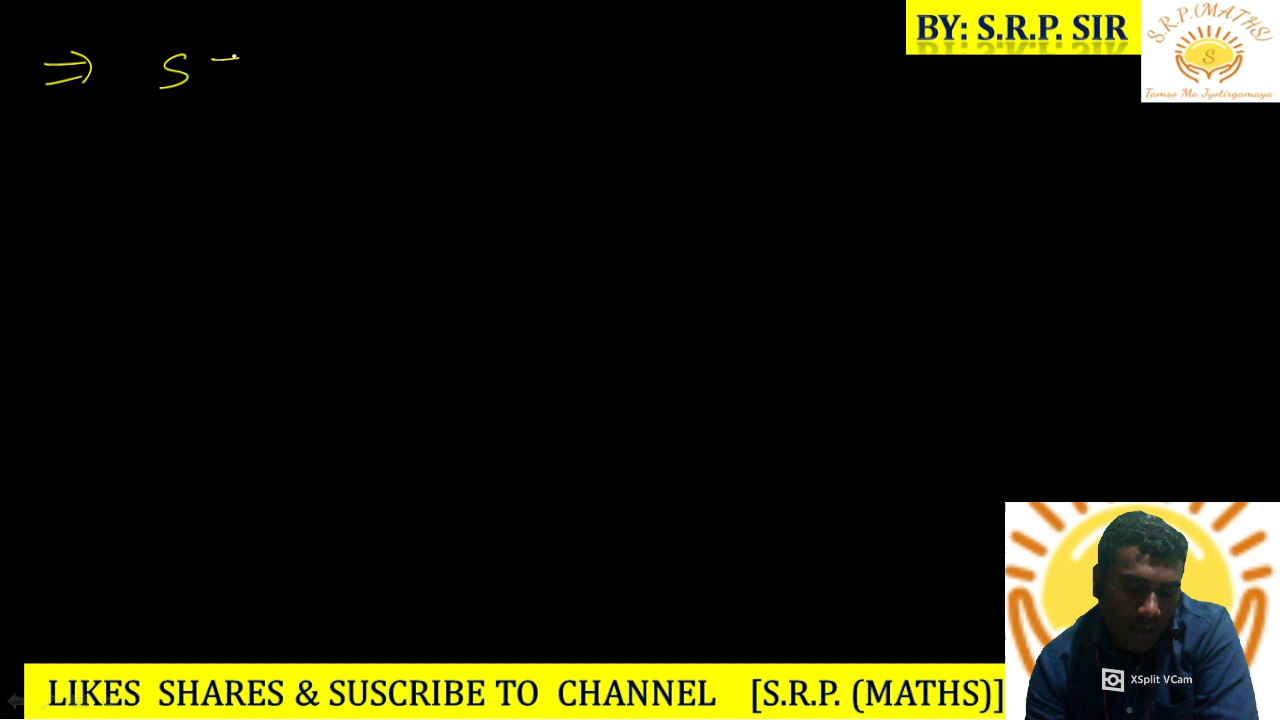 BY: S.R.P. SIR
S.R.P.(MATHS)
S
Tamso Ma Jyotirgamaya
⇒ S -
XSplit VCam
LIKES SHARES & SUSCRIBE TO CHANNEL [S.R.P. (MATHS)]